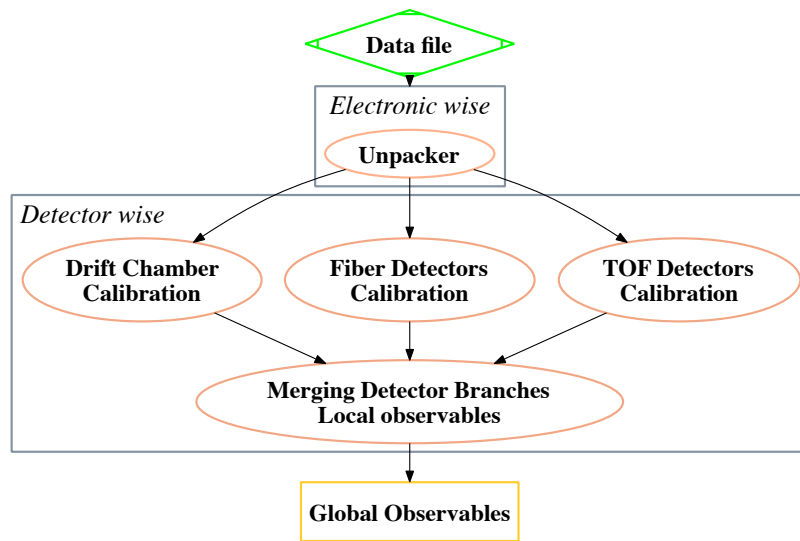 Data file
Electronic wise
Unpacker
Detector wise
Drift Chamber
Calibration
Fiber Detectors
Calibration
TOF Detectors
Calibration
Merging Detector Branches
Local observables
Global Observables